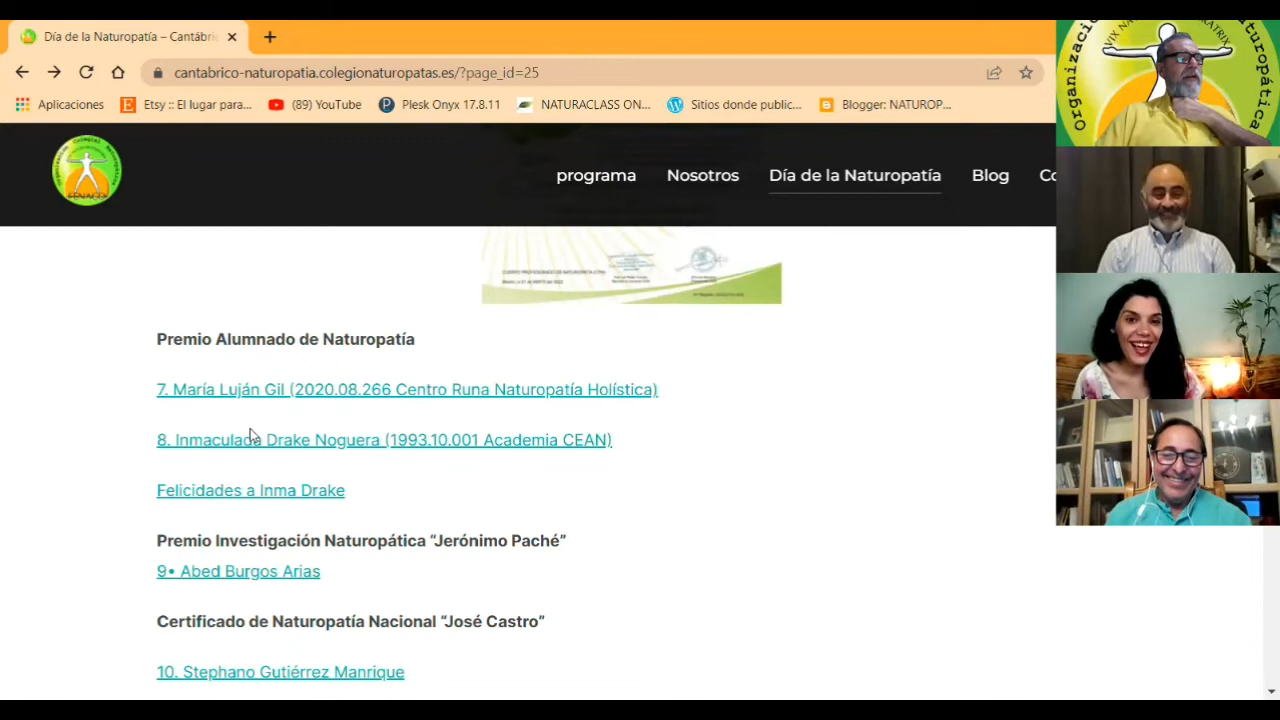 Día de la Naturopatía – Cantábric
cantabrico-naturopatia.colegionaturopatas.es/?page_id=25
Aplicaciones
Etsy :: El lugar para...
(89) YouTube
Plesk Onyx 17.8.11
NATURACLASS ON...
Sitios donde public...
Blogger: NATUROP...
programa
Nosotros
Día de la Naturopatía
Blog
Co
Premio Alumnado de Naturopatía
7. María Luján Gil (2020.08.266 Centro Runa Naturopatía Holística)
8. Inmaculada Drake Noguera (1993.10.001 Academia CEAN)
Felicidades a Inma Drake
Premio Investigación Naturopática “Jerónimo Paché”
9• Abed Burgos Arias
Certificado de Naturopatía Nacional “José Castro”
10. Stephano Gutiérrez Manrique